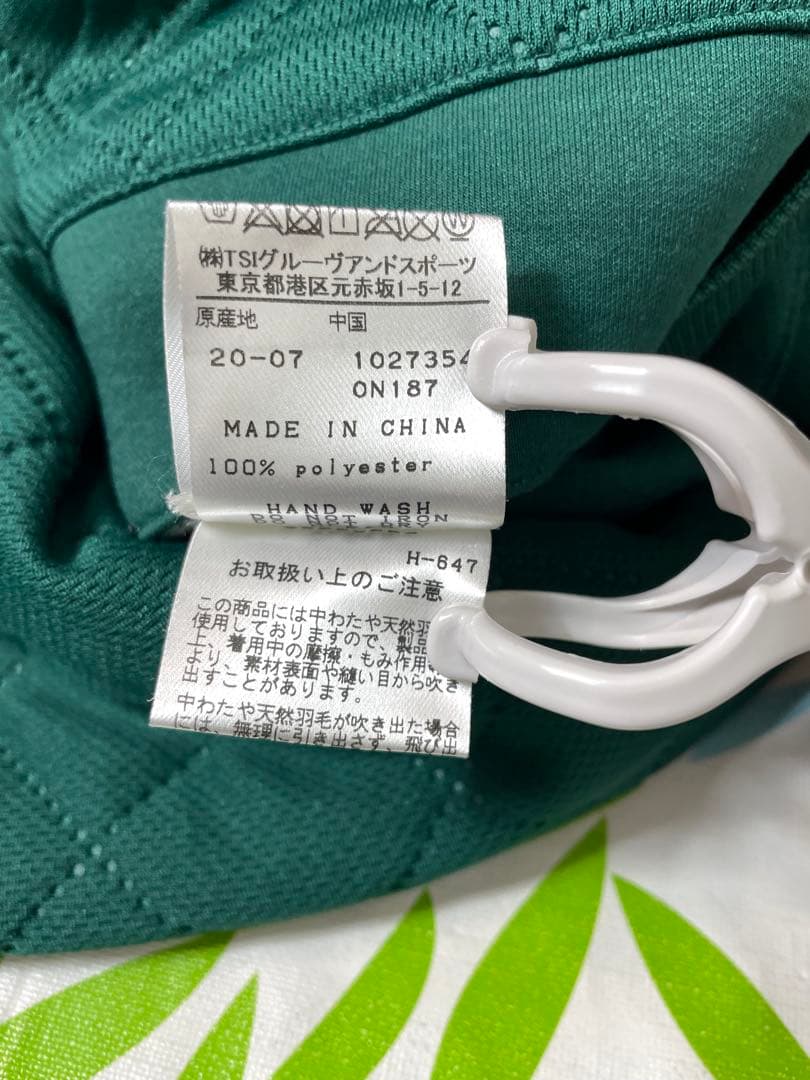 ㈱TSIグルーヴアンドスポーツ
東京都港区元赤坂1-5-12
原産地 中国
20-07 1027354
ON187
MADE IN CHINA
100% polyester
HAND WASH
H-647
お取扱い上のご注意
この商品には中わたや天然羽
使用しておりますので、製品
上、着用中の摩擦・もみ作用
より、素材表面や縫い目から吹き
出すことがあります。
中わたや天然羽毛が吹き出た場合
には、無理に引き出さず、飛び出